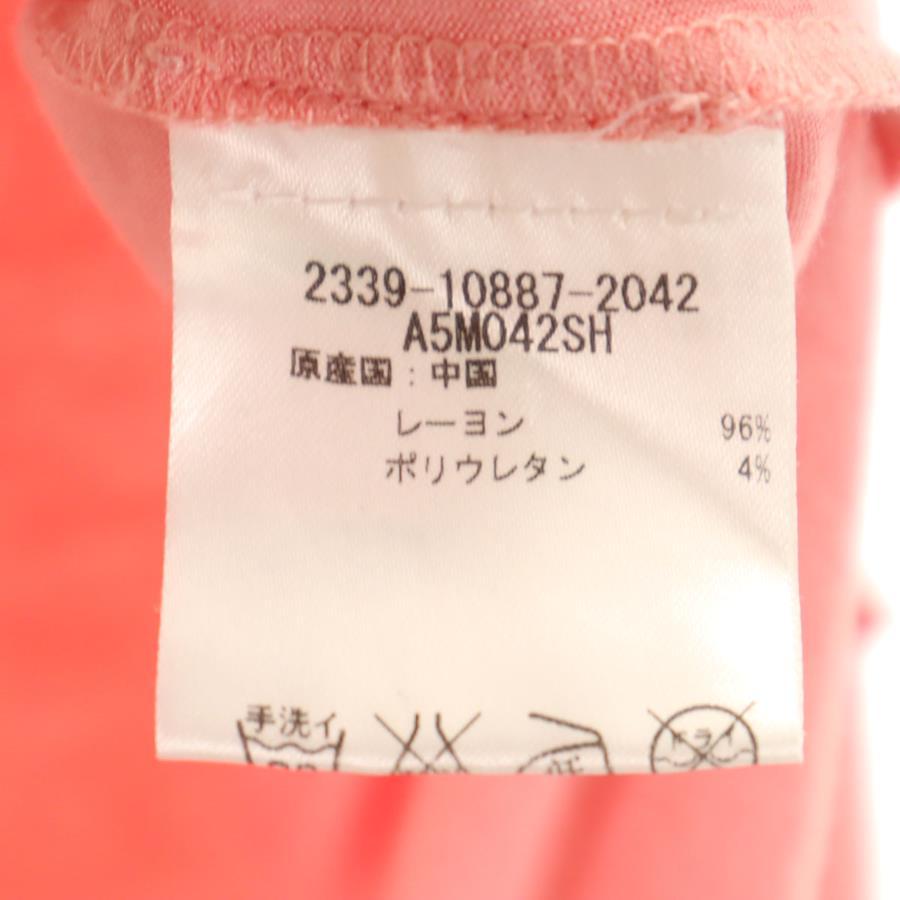 2339-10887-2042
A5M042SH
原産国：中国
レーヨン 96%
ポリウレタン 4%
手洗イ
低
ドライ